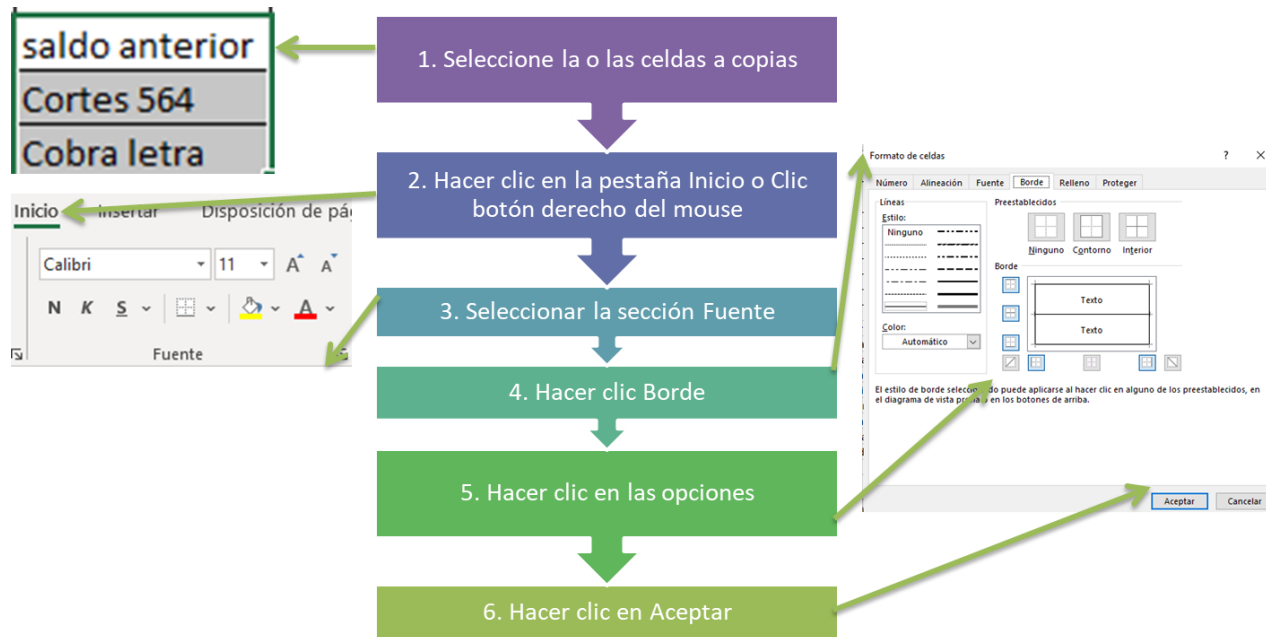 saldo anterior
Cortes 564
Cobra letra
1. Seleccione la o las celdas a copias
2. Hacer clic en la pestaña Inicio o Clic
botón derecho del mouse
3. Seleccionar la sección Fuente
4. Hacer clic Borde
5. Hacer clic en las opciones
6. Hacer clic en Aceptar
Inicio Insertar Disposición de pá
Calibri 11 A A
N K S A
Fuente
Formato de celdas ? X
Número Alineación Fuente Borde Relleno Proteger
Líneas
Estilo:
Ninguno
Color:
Automático
Preestablecidos
Ninguno Contorno Interior
Borde
Texto
Texto
El estilo de borde seleccionado puede aplicarse al hacer clic en alguno de los preestablecidos, en
el diagrama de vista previa o en los botones de arriba.
Aceptar Cancelar